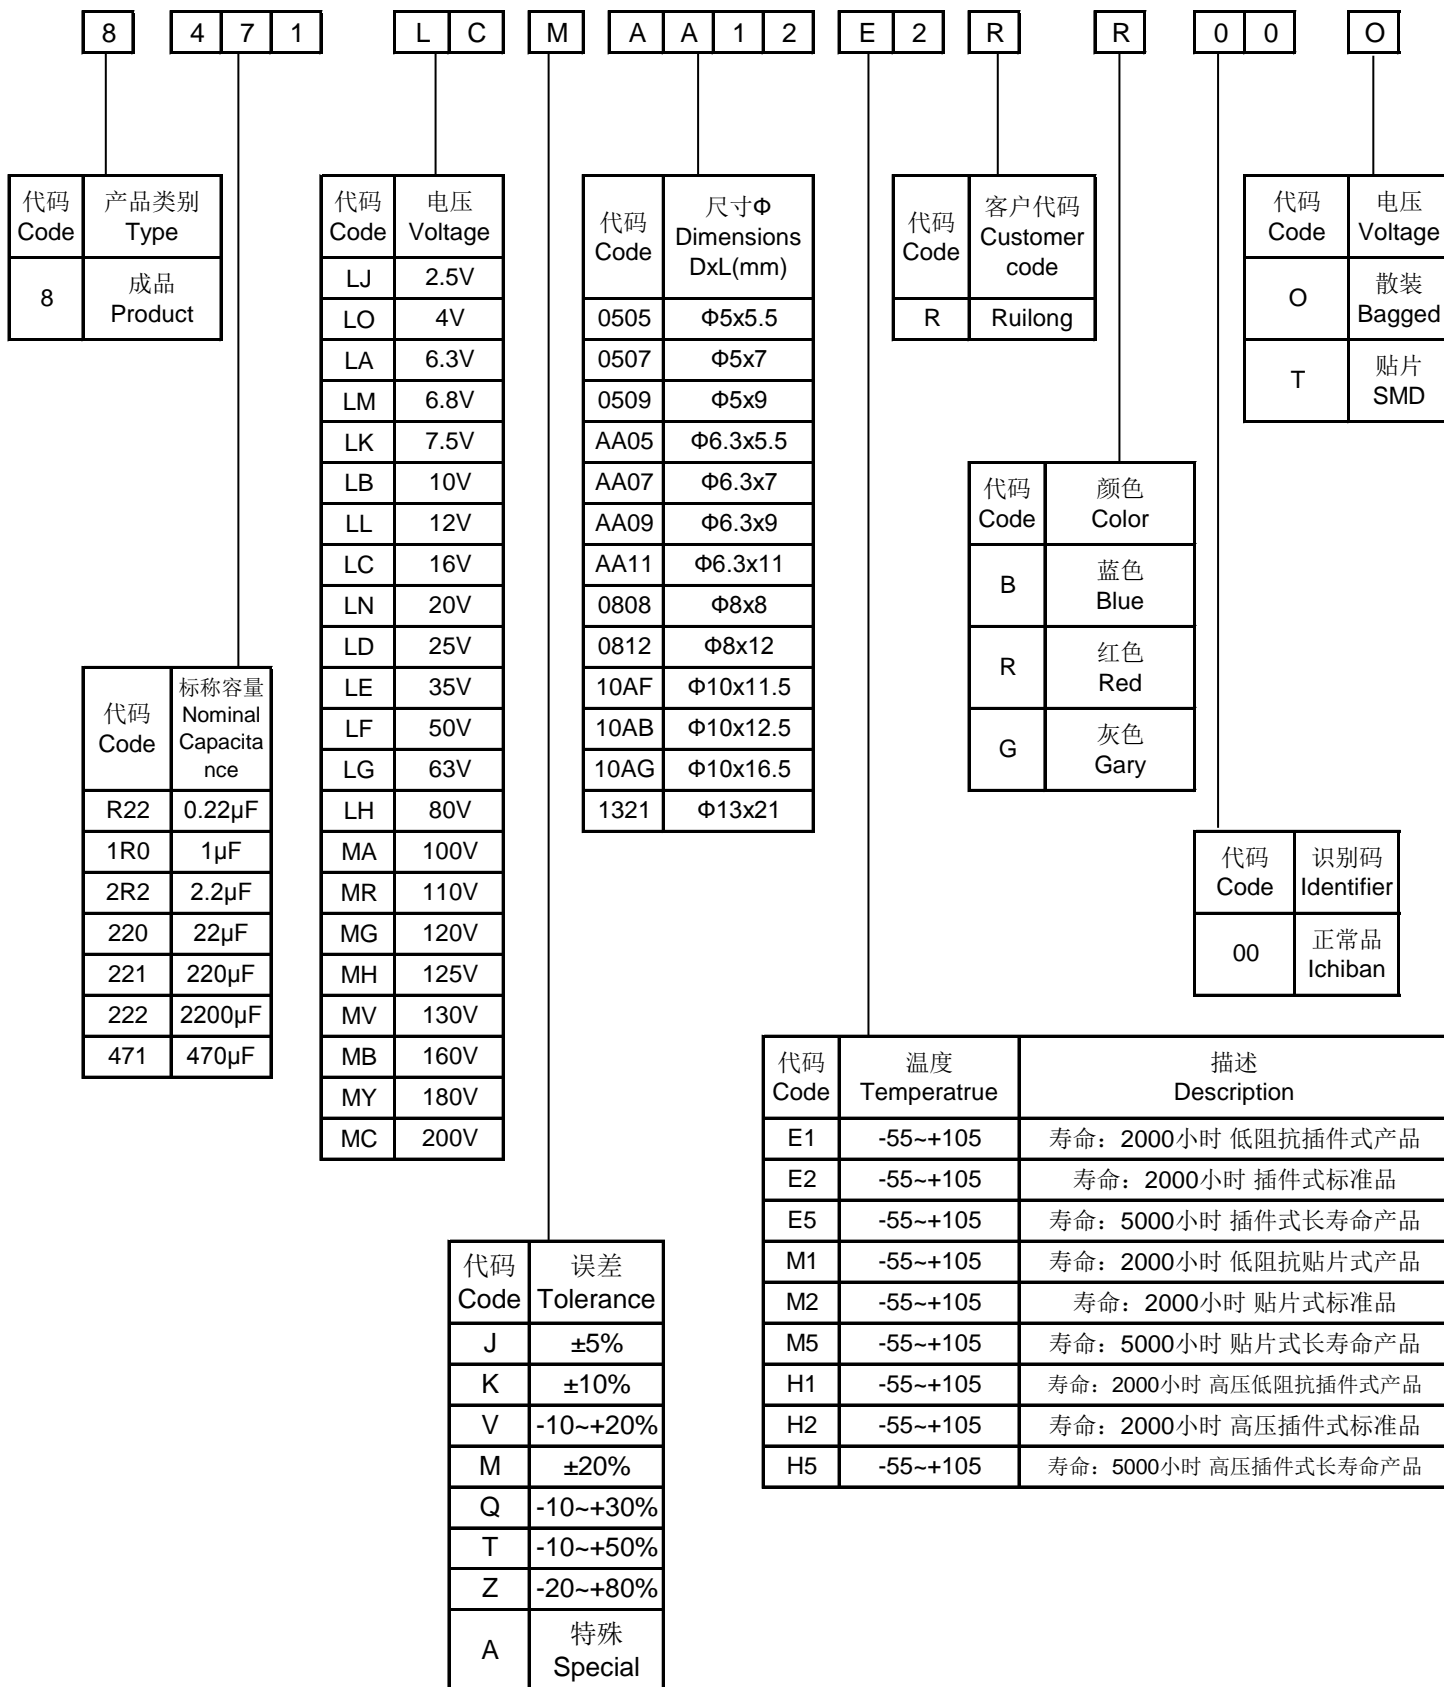 8 4 7 1 L C M A A 1 2 E 2 R R 0 0 O
代码 产品类别
Code Type
8 成品
Product
代码 标称容量
Code Nominal
Capacita
nce
R22 0.22μF
1R0 1μF
2R2 2.2μF
220 22μF
221 220μF
222 2200μF
471 470μF
代码 电压
Code Voltage
LJ 2.5V
LO 4V
LA 6.3V
LM 6.8V
LK 7.5V
LB 10V
LL 12V
LC 16V
LN 20V
LD 25V
LE 35V
LF 50V
LG 63V
LH 80V
MA 100V
MR 110V
MG 120V
MH 125V
MV 130V
MB 160V
MY 180V
MC 200V
代码 误差
Code Tolerance
J ±5%
K ±10%
V -10~+20%
M ±20%
Q -10~+30%
T -10~+50%
Z -20~+80%
A 特殊
Special
代码 尺寸Φ
Code Dimensions
DxL(mm)
0505 Φ5x5.5
0507 Φ5x7
0509 Φ5x9
AA05 Φ6.3x5.5
AA07 Φ6.3x7
AA09 Φ6.3x9
AA11 Φ6.3x11
0808 Φ8x8
0812 Φ8x12
10AF Φ10x11.5
10AB Φ10x12.5
10AG Φ10x16.5
1321 Φ13x21
代码 温度 描述
Code Temperatrue Description
E1 -55~+105 寿命：2000小时 低阻抗插件式产品
E2 -55~+105 寿命：2000小时 插件式标准品
E5 -55~+105 寿命：5000小时 插件式长寿命产品
M1 -55~+105 寿命：2000小时 低阻抗贴片式产品
M2 -55~+105 寿命：2000小时 贴片式标准品
M5 -55~+105 寿命：5000小时 贴片式长寿命产品
H1 -55~+105 寿命：2000小时 高压低阻抗插件式产品
H2 -55~+105 寿命：2000小时 高压插件式标准品
H5 -55~+105 寿命：5000小时 高压插件式长寿命产品
代码 客户代码
Code Customer
code
R Ruilong
代码 颜色
Code Color
B 蓝色
Blue
R 红色
Red
G 灰色
Gary
代码 识别码
Code Identifier
00 正常品
Ichiban
代码 电压
Code Voltage
O 散装
Bagged
T 贴片
SMD